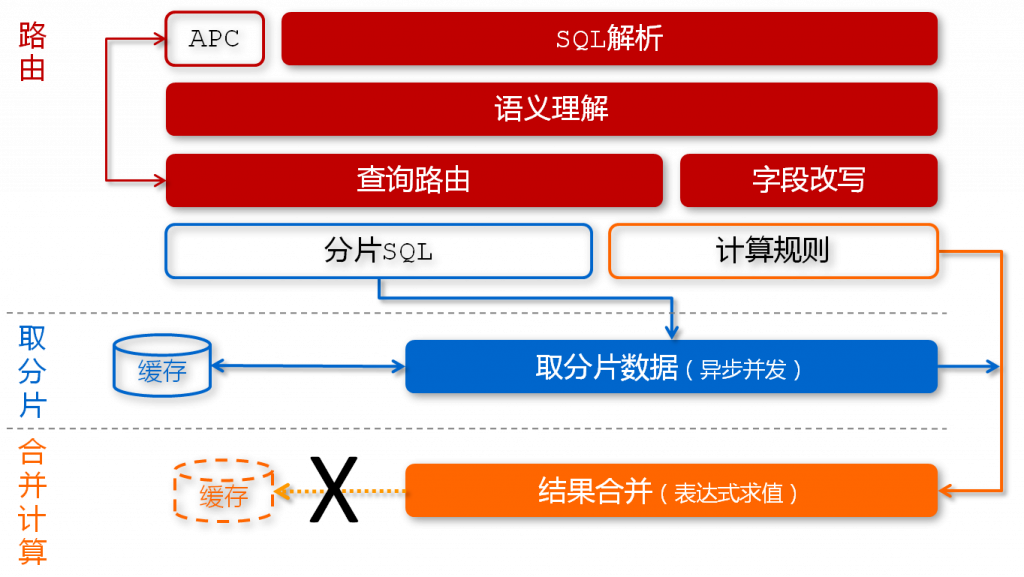 路由
APC
SQL解析
语义理解
查询路由
字段改写
分片SQL
计算规则
取分片
缓存
取分片数据（异步并发）
合并计算
缓存
X
结果合并（表达式求值）